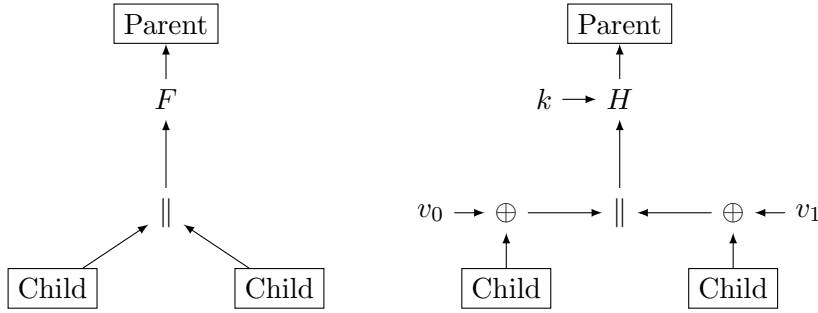 Parent Parent
F k H
v₀ ⊕ || ⊕ v₁
||
Child Child Child Child